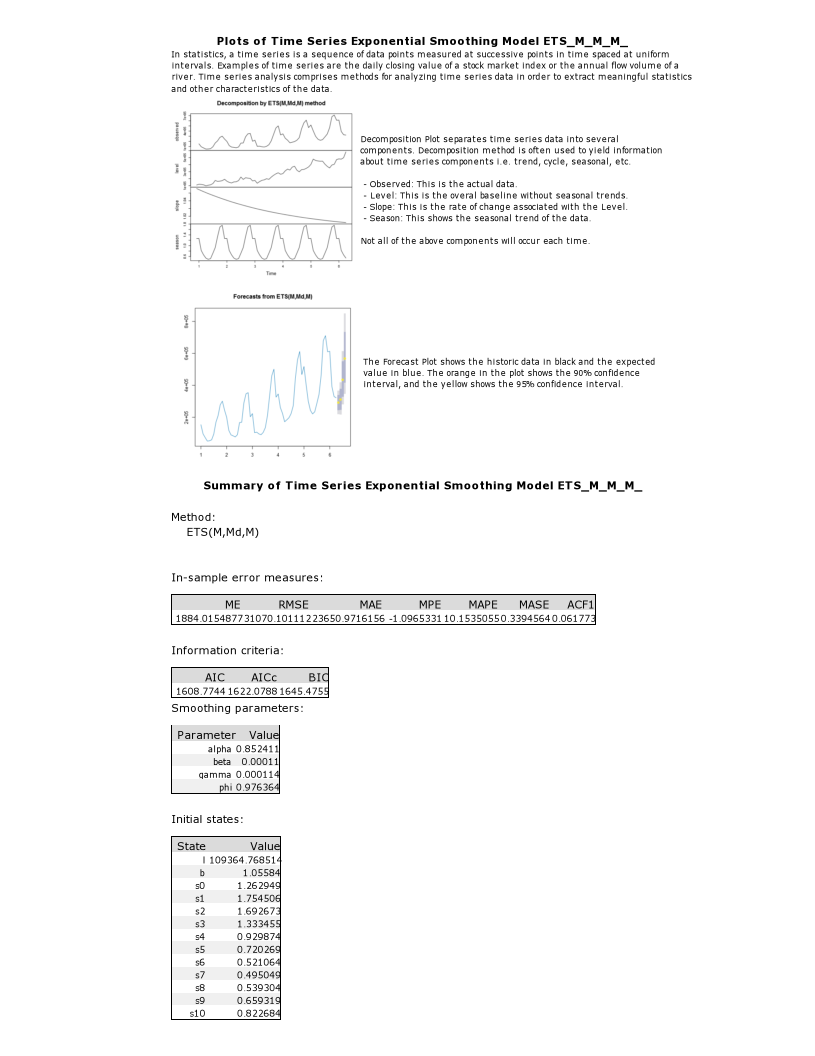 Plots of Time Series Exponential Smoothing Model ETS_M_M_M_
In statistics, a time series is a sequence of data points measured at successive points in time spaced at uniform
intervals. Examples of time series are the daily closing value of a stock market index or the annual flow volume of a
river. Time series analysis comprises methods for analyzing time series data in order to extract meaningful statistics
and other characteristics of the data.
Decomposition by ETS(M,Md,M) method
observed
level
slope
season
1 2 3 4 5 6
Time
Decomposition Plot separates time series data into several
components. Decomposition method is often used to yield information
about time series components i.e. trend, cycle, seasonal, etc.
- Observed: This is the actual data.
- Level: This is the overal baseline without seasonal trends.
- Slope: This is the rate of change associated with the Level.
- Season: This shows the seasonal trend of the data.
Not all of the above components will occur each time.
Forecasts from ETS(M,Md,M)
8e+05
6e+05
4e+05
2e+05
1 2 3 4 5 6
The Forecast Plot shows the historic data in black and the expected
value in blue. The orange in the plot shows the 90% confidence
interval, and the yellow shows the 95% confidence interval.
Summary of Time Series Exponential Smoothing Model ETS_M_M_M_
Method:
ETS(M,Md,M)
In-sample error measures:
ME RMSE MAE MPE MAPE MASE ACF1
1884.0154877 31070.1011122 23650.9716156 -1.0965331 10.1535055 0.3394564 0.061773
Information criteria:
AIC AICc BIC
1608.7744 1622.0788 1645.4755
Smoothing parameters:
Parameter Value
alpha 0.852411
beta 0.00011
gamma 0.000114
phi 0.976364
Initial states:
State Value
l 109364.768514
b 1.05584
s0 1.262949
s1 1.754506
s2 1.692673
s3 1.333455
s4 0.929874
s5 0.720269
s6 0.521064
s7 0.495049
s8 0.539304
s9 0.659319
s10 0.822684